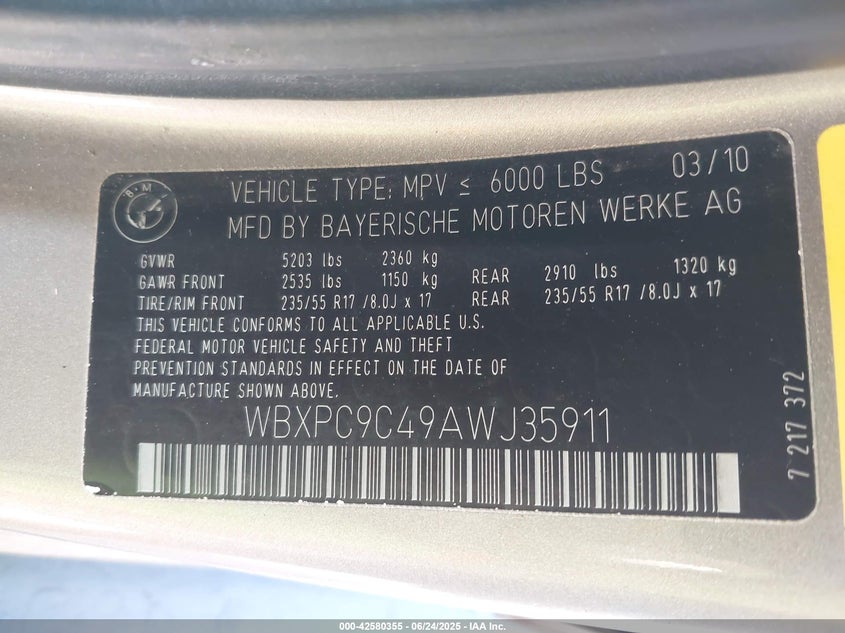 B M
VEHICLE TYPE: MPV ≤ 6000 LBS 03/10
MFD BY BAYERISCHE MOTOREN WERKE AG
GVWR 5203 lbs 2360 kg
GAWR FRONT 2535 lbs 1150 kg REAR 2910 lbs 1320 kg
TIRE/RIM FRONT 235/55 R17 /8.0J x 17 REAR 235/55 R17 /8.0J x 17
THIS VEHICLE CONFORMS TO ALL APPLICABLE U.S.
FEDERAL MOTOR VEHICLE SAFETY AND THEFT
PREVENTION STANDARDS IN EFFECT ON THE DATE OF
MANUFACTURE SHOWN ABOVE.
WBXPC9C49AWJ35911
7 217 372
000-42580355 - 06/24/2025 - IAA Inc.